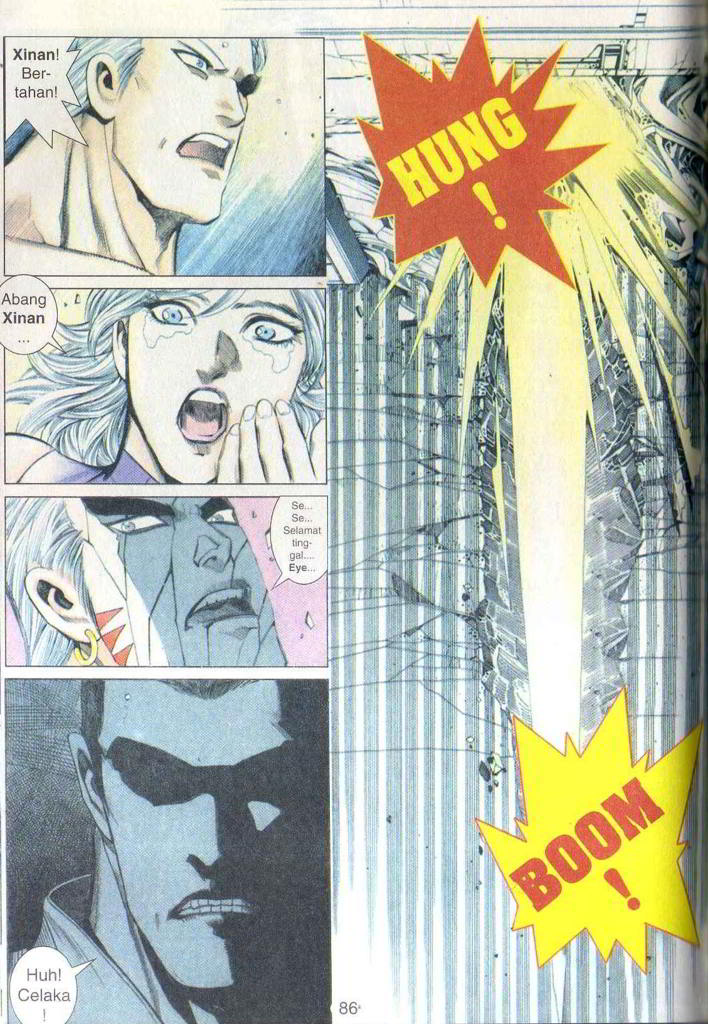 Xinan!
Ber-
tahan!
HUNG
!
Abang
Xinan
...
Se...
Se...
Selamat
ting-
gal....
Eye...
BOOM
!
Huh!
Celaka
!
86